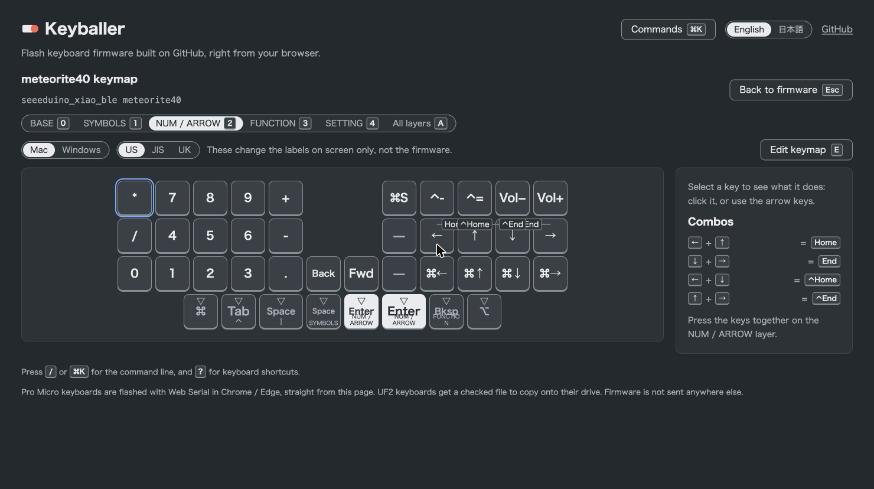 Keyballer
Commands ⌘K English 日本語 GitHub
Flash keyboard firmware built on GitHub, right from your browser.
meteorite40 keymap
seeeduino_xiao_ble meteorite40
Back to firmware Esc
BASE 0 SYMBOLS 1 NUM / ARROW 2 FUNCTION 3 SETTING 4 All layers A
Mac Windows US JIS UK These change the labels on screen only, not the firmware.
Edit keymap E
* 7 8 9 + ⌘S ^- ^= Vol− Vol+
^Home ^End
/ 4 5 6 - — ← ↑ ↓ →
0 1 2 3 . Back Fwd — ⌘← ⌘↑ ⌘↓ ⌘→
▽ ▽ ▽ ▽ ▽ ▽ ▽ ▽
⌘ Tab Space Space Enter Enter Bksp ⌥
^ | SYMBOLS NUM / ARROW NUM / ARROW FUNCTION
Select a key to see what it does:
click it, or use the arrow keys.
Combos
← + ↑ = Home
↓ + → = End
← + ↓ = ^Home
↑ + → = ^End
Press the keys together on the
NUM / ARROW layer.
Press / or ⌘K for the command line, and ? for keyboard shortcuts.
Pro Micro keyboards are flashed with Web Serial in Chrome / Edge, straight from this page. UF2 keyboards get a checked file to copy onto their drive. Firmware is not sent anywhere else.